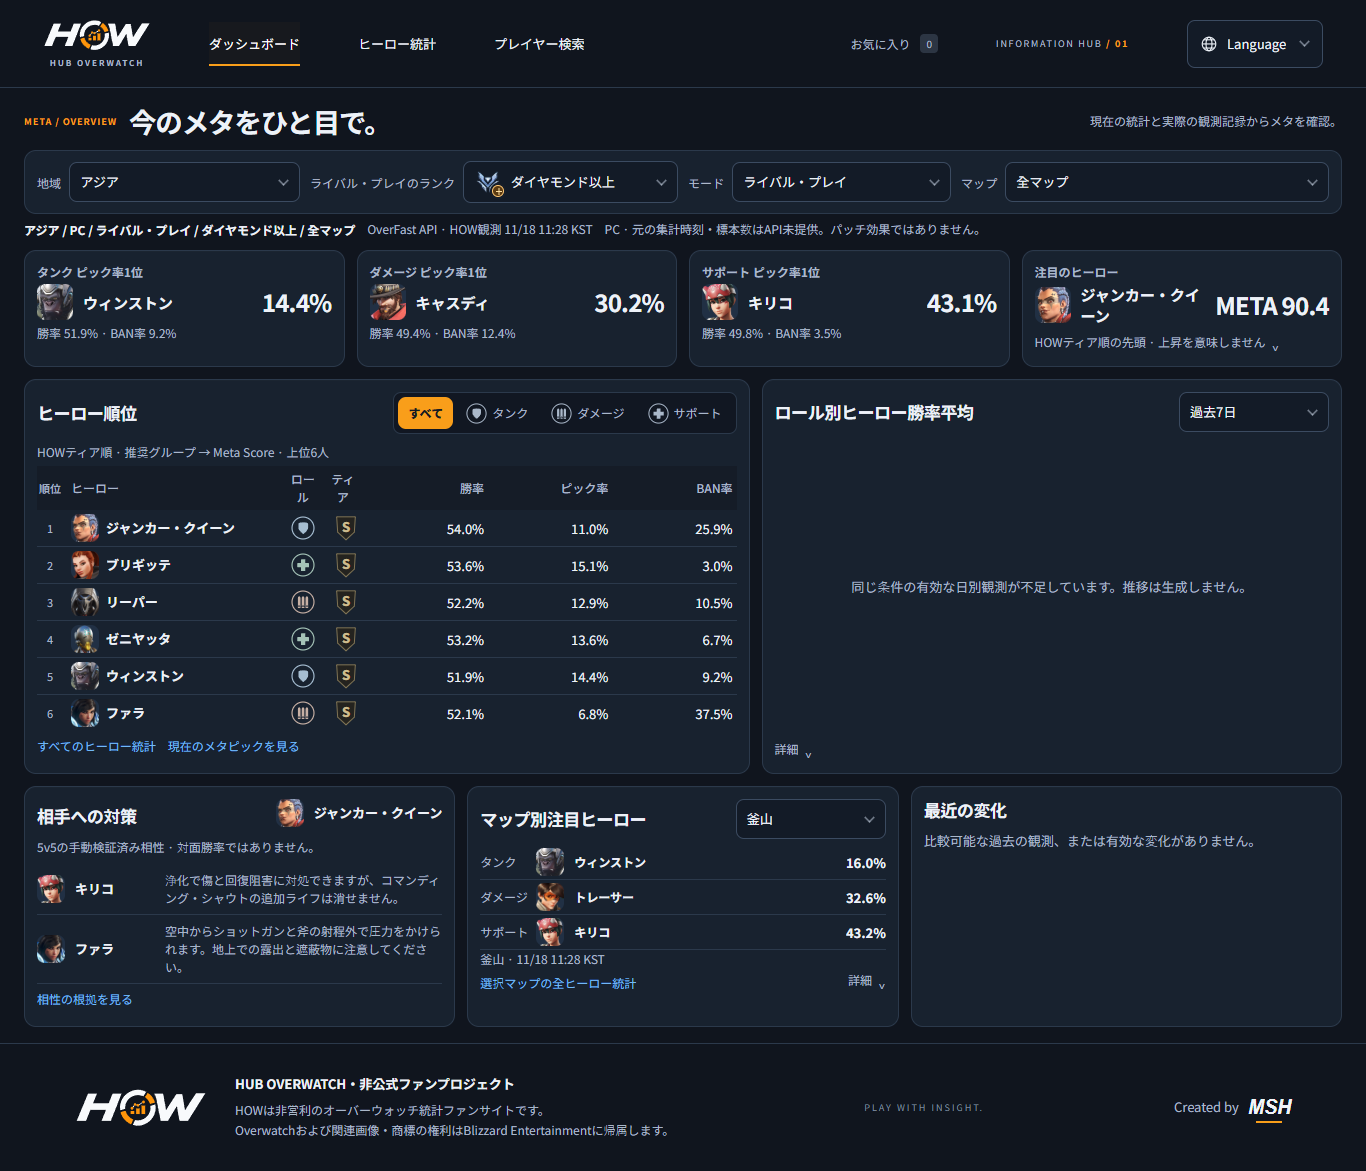 HOW
HUB OVERWATCH
ダッシュボード
ヒーロー統計
プレイヤー検索
お気に入り 0
INFORMATION HUB / 01
Language
META / OVERVIEW
今のメタをひと目で。
現在の統計と実際の観測記録からメタを確認。
地域 アジア
ライバル・プレイのランク ダイヤモンド以上
モード ライバル・プレイ
マップ 全マップ
アジア / PC / ライバル・プレイ / ダイヤモンド以上 / 全マップ OverFast API · HOW観測 11/18 11:28 KST PC · 元の集計時刻・標本数はAPI未提供。パッチ効果ではありません。
タンク ピック率1位
ウィンストン 14.4%
勝率 51.9% · BAN率 9.2%
ダメージ ピック率1位
キャスディ 30.2%
勝率 49.4% · BAN率 12.4%
サポート ピック率1位
キリコ 43.1%
勝率 49.8% · BAN率 3.5%
注目のヒーロー
ジャンカー・クイ
ーン
META 90.4
HOWティア順の先頭 · 上昇を意味しません
ヒーロー順位
すべて タンク ダメージ サポート
HOWティア順 · 推奨グループ → Meta Score · 上位6人
順位 ヒーロー ロー
ル ティ
ア 勝率 ピック率 BAN率
1 ジャンカー・クイーン S 54.0% 11.0% 25.9%
2 ブリギッテ S 53.6% 15.1% 3.0%
3 リーパー S 52.2% 12.9% 10.5%
4 ゼニヤッタ S 53.2% 13.6% 6.7%
5 ウィンストン S 51.9% 14.4% 9.2%
6 ファラ S 52.1% 6.8% 37.5%
すべてのヒーロー統計 現在のメタピックを見る
ロール別ヒーロー勝率平均
過去7日
同じ条件の有効な日別観測が不足しています。推移は生成しません。
詳細
相手への対策
ジャンカー・クイーン
5v5の手動検証済み相性 · 対面勝率ではありません。
キリコ
浄化で傷と回復阻害に対処できますが、コマンディ
ング・シャウトの追加ライフは消せません。
ファラ
空中からショットガンと斧の射程外で圧力をかけら
れます。地上での露出と遮蔽物に注意してくださ
い。
相性の根拠を見る
マップ別注目ヒーロー
釜山
タンク ウィンストン 16.0%
ダメージ トレーサー 32.6%
サポート キリコ 43.2%
釜山 · 11/18 11:28 KST
選択マップの全ヒーロー統計
詳細
最近の変化
比較可能な過去の観測、または有効な変化がありません。
HOW
HUB OVERWATCH・非公式ファンプロジェクト
HOWは非営利のオーバーウォッチ統計ファンサイトです。
Overwatchおよび関連画像・商標の権利はBlizzard Entertainmentに帰属します。
PLAY WITH INSIGHT.
Created by MSH